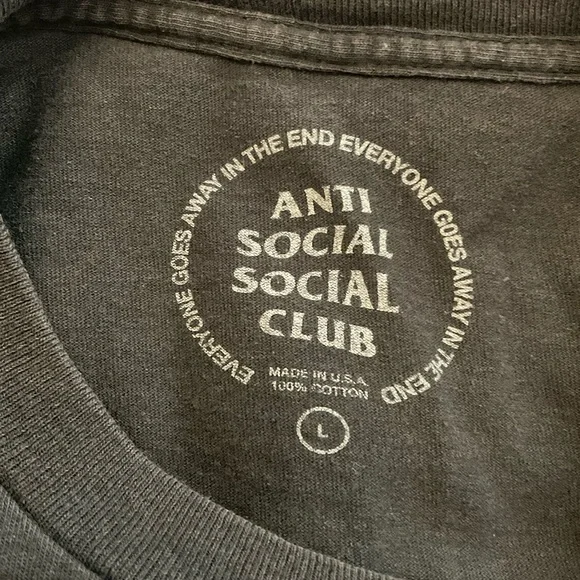 EVERYONE GOES AWAY IN THE END EVERYONE GOES AWAY IN THE END
ANTI
SOCIAL
SOCIAL
CLUB
MADE IN U.S.A.
100% COTTON
L